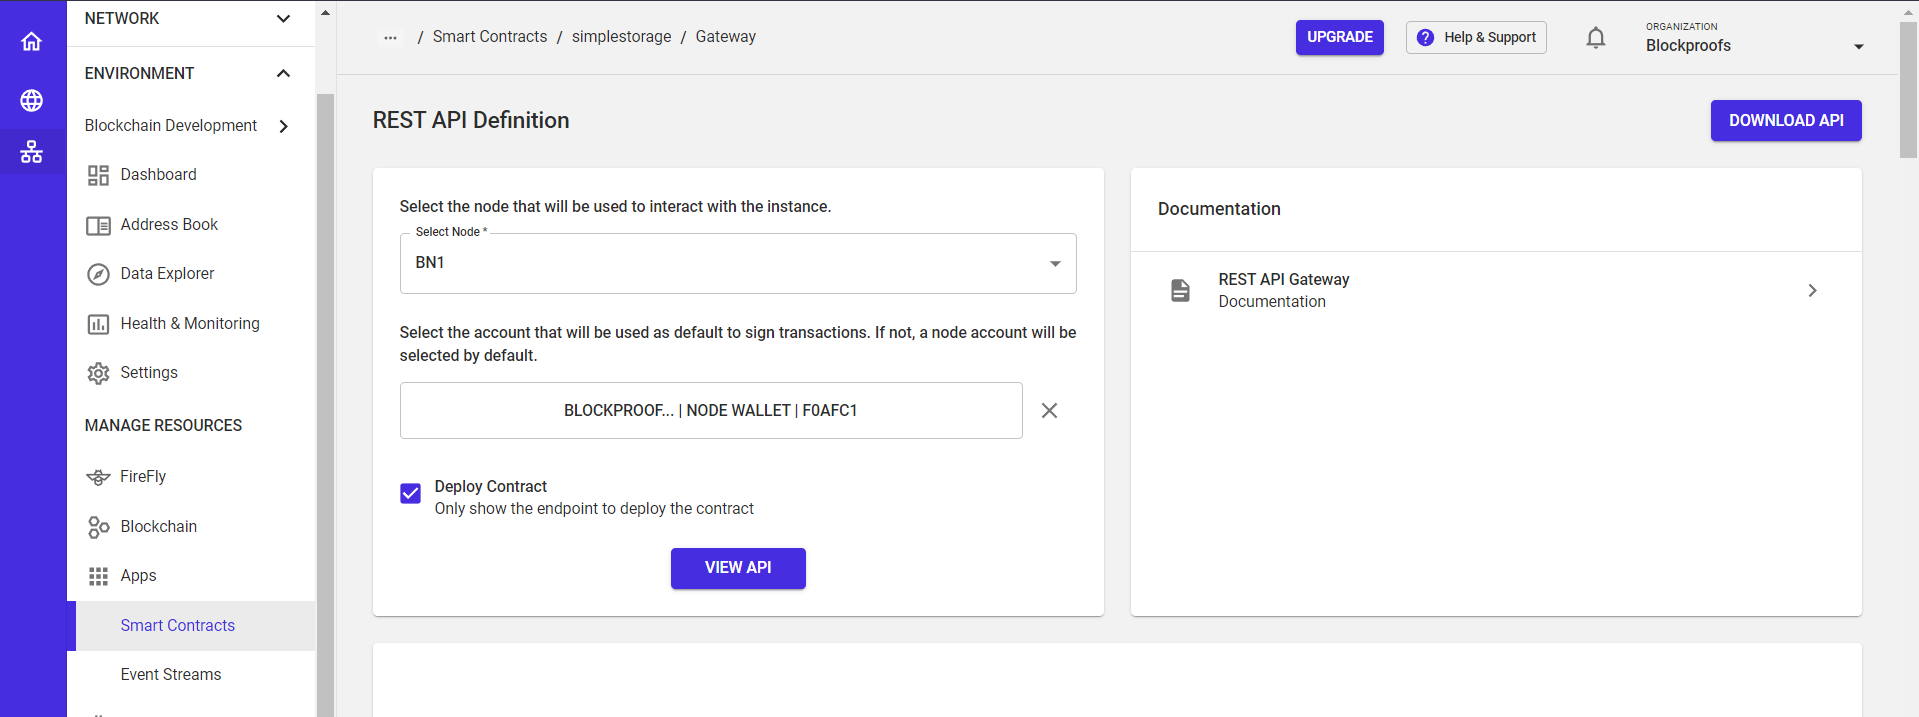 NETWORK
ENVIRONMENT
Blockchain Development
Dashboard
Address Book
Data Explorer
Health & Monitoring
Settings
MANAGE RESOURCES
FireFly
Blockchain
Apps
Smart Contracts
Event Streams
... / Smart Contracts / simplestorage / Gateway
UPGRADE
? Help & Support
ORGANIZATION
Blockproofs
REST API Definition
DOWNLOAD API
Select the node that will be used to interact with the instance.
Select Node *
BN1
Select the account that will be used as default to sign transactions. If not, a node account will be
selected by default.
BLOCKPROOF... | NODE WALLET | F0AFC1
Deploy Contract
Only show the endpoint to deploy the contract
VIEW API
Documentation
REST API Gateway
Documentation